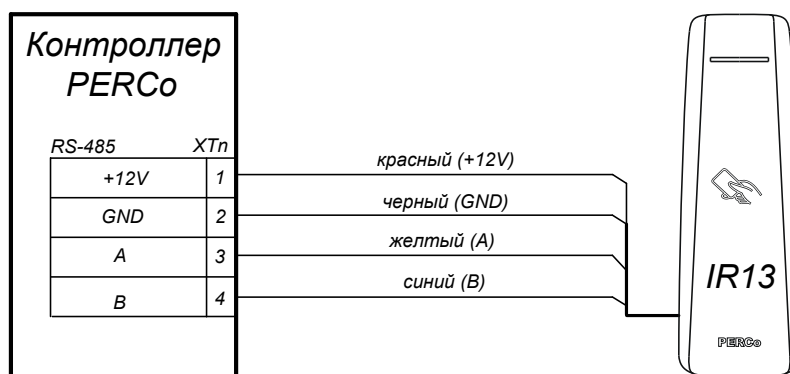 Контроллер
PERCo
RS-485 XTn
+12V 1
GND 2
A 3
B 4
красный (+12V)
черный (GND)
желтый (A)
синий (B)
IR13
PERCo